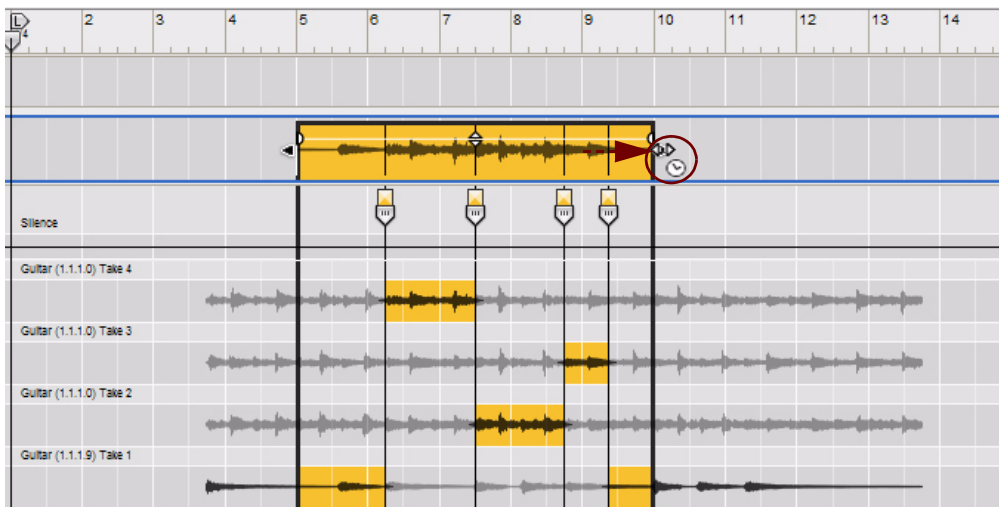 L 2 3 4 5 6 7 8 9 10 11 12 13 14
4
Silence
Guitar (1.1.1.0) Take 4
Guitar (1.1.1.0) Take 3
Guitar (1.1.1.0) Take 2
Guitar (1.1.1.9) Take 1